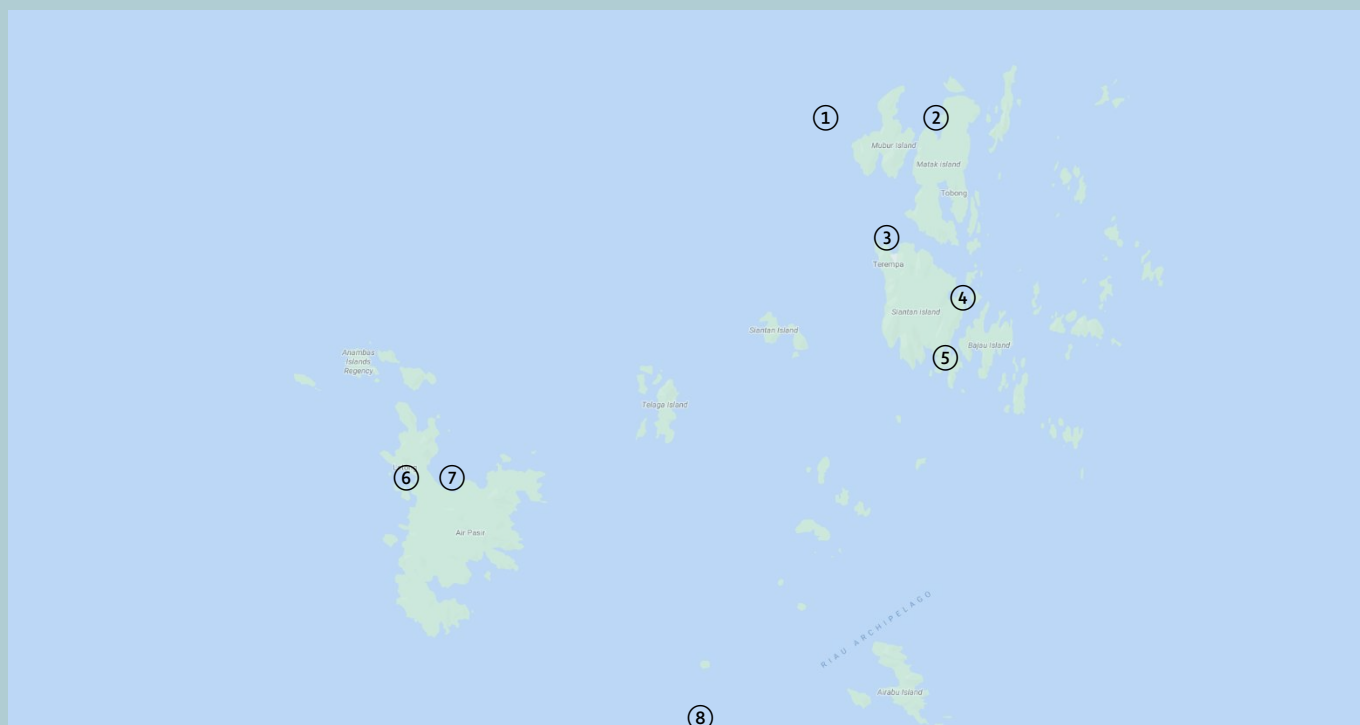 ①
②
Mubur Island
Matak Island
Tobong
③
Terempa
④
Siantan Island
Siantan Island
Bajau Island
⑤
Anambas
Islands
Regency
Telaga Island
⑥
⑦
Air Pasir
RIAU ARCHIPELAGO
Airabu Island
⑧